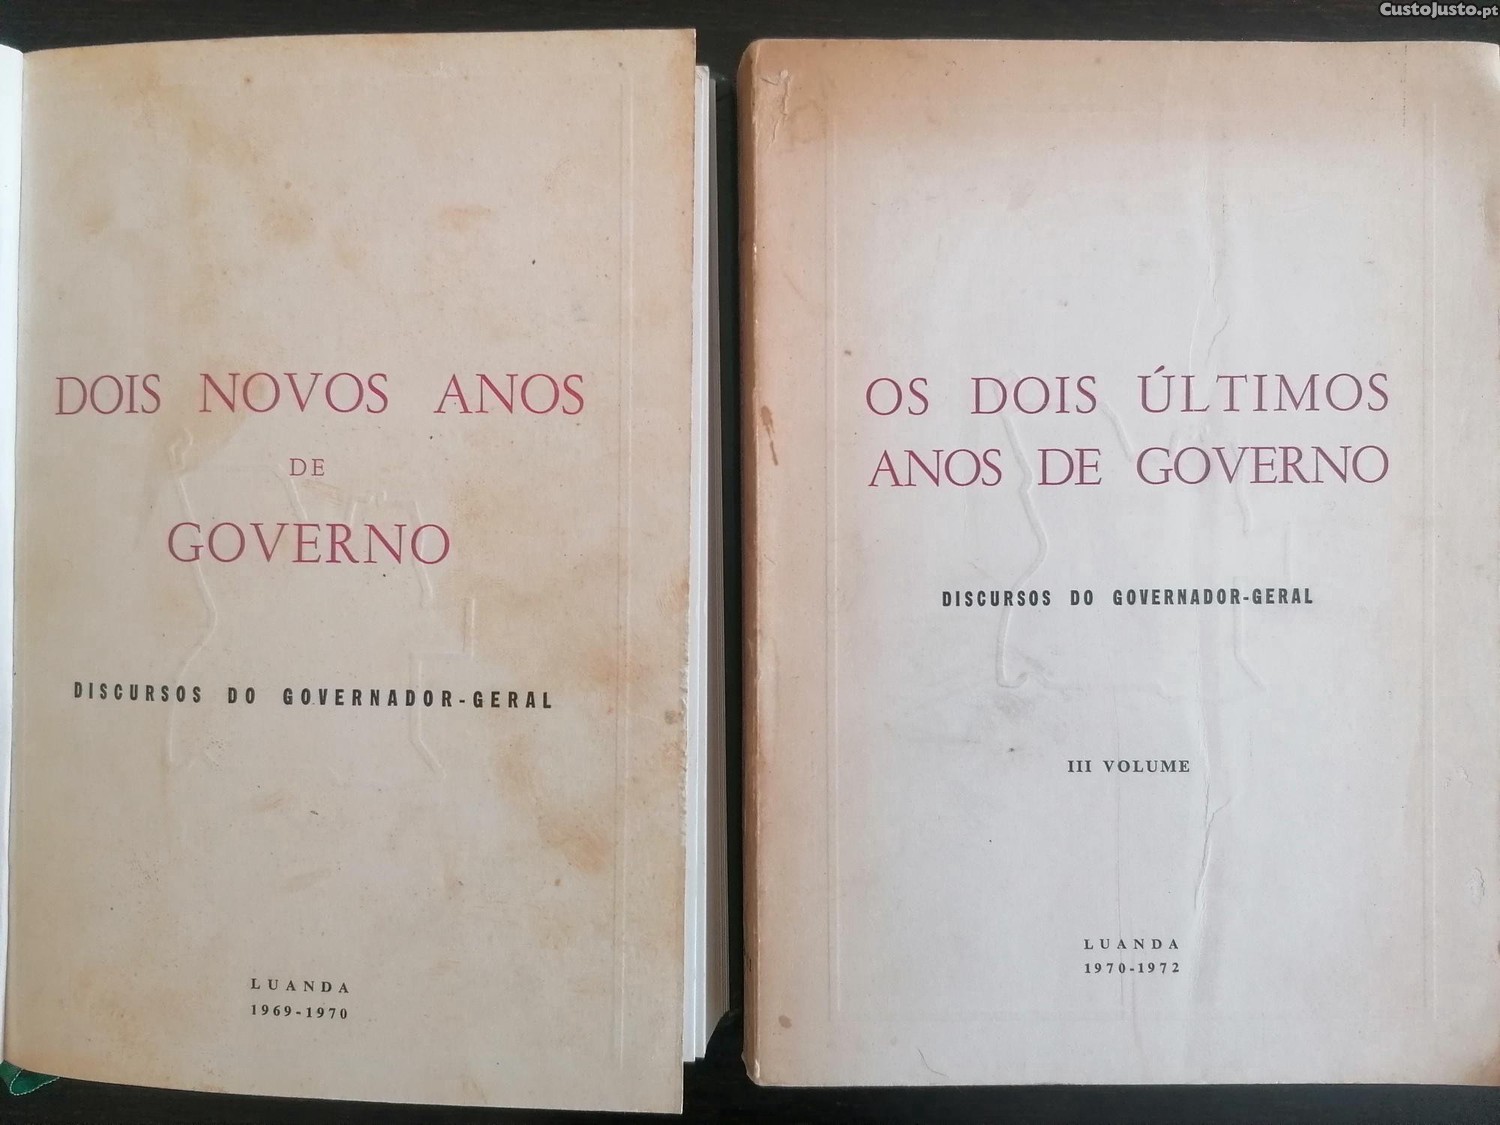 CustoJusto.pt
DOIS NOVOS ANOS
DE
GOVERNO
DISCURSOS DO GOVERNADOR-GERAL
LUANDA
1969-1970
OS DOIS ÚLTIMOS
ANOS DE GOVERNO
DISCURSOS DO GOVERNADOR-GERAL
III VOLUME
LUANDA
1970-1972